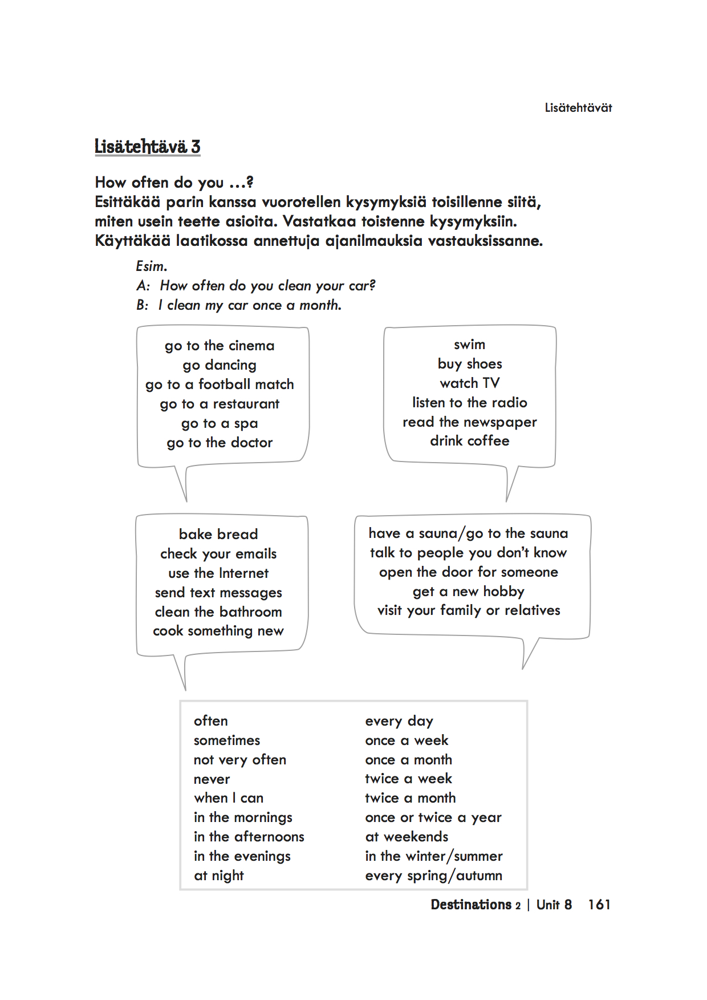 Lisätehtävät
Lisätehtävä 3
How often do you ...?
Esittäkää parin kanssa vuorotellen kysymyksiä toisillenne siitä,
miten usein teette asioita. Vastatkaa toistenne kysymyksiin.
Käyttäkää laatikossa annettuja ajanilmauksia vastauksissanne.
Esim.
A: How often do you clean your car?
B: I clean my car once a month.
go to the cinema
go dancing
go to a football match
go to a restaurant
go to a spa
go to the doctor
swim
buy shoes
watch TV
listen to the radio
read the newspaper
drink coffee
bake bread
check your emails
use the Internet
send text messages
clean the bathroom
cook something new
have a sauna/go to the sauna
talk to people you don't know
open the door for someone
get a new hobby
visit your family or relatives
often
sometimes
not very often
never
when I can
in the mornings
in the afternoons
in the evenings
at night
every day
once a week
once a month
twice a week
twice a month
once or twice a year
at weekends
in the winter/summer
every spring/autumn
Destinations 2 | Unit 8 161